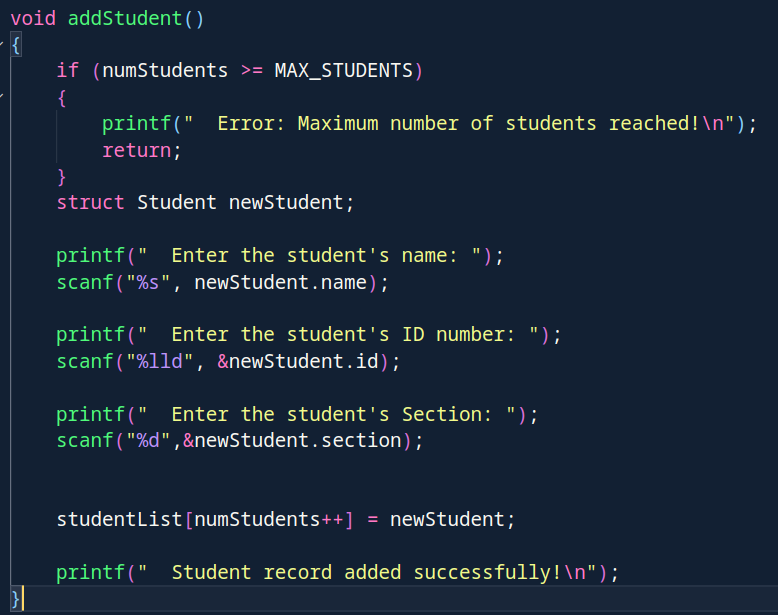 void addStudent()
{
    if (numStudents >= MAX_STUDENTS)
    {
        printf("  Error: Maximum number of students reached!\n");
        return;
    }
    struct Student newStudent;

    printf("  Enter the student's name: ");
    scanf("%s", newStudent.name);

    printf("  Enter the student's ID number: ");
    scanf("%lld", &newStudent.id);

    printf("  Enter the student's Section: ");
    scanf("%d",&newStudent.section);


    studentList[numStudents++] = newStudent;

    printf("  Student record added successfully!\n");
}